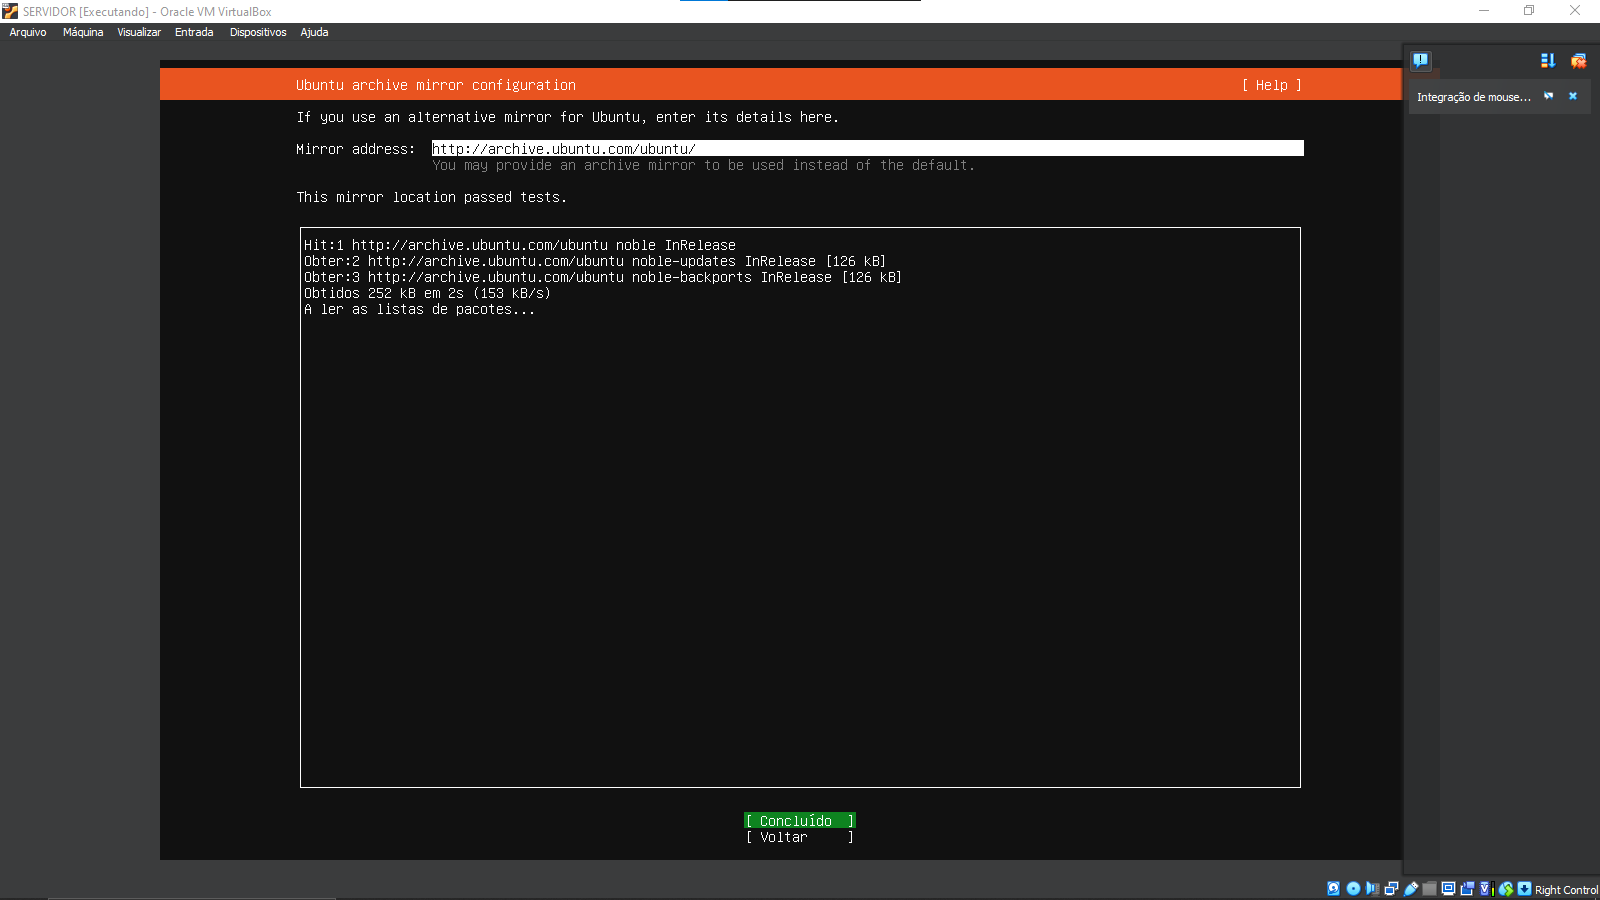 SERVIDOR [Executando] - Oracle VM VirtualBox
Arquivo Máquina Visualizar Entrada Dispositivos Ajuda
Ubuntu archive mirror configuration [ Help ]
Integração de mouse...
If you use an alternative mirror for Ubuntu, enter its details here.
Mirror address: http://archive.ubuntu.com/ubuntu/
You may provide an archive mirror to be used instead of the default.
This mirror location passed tests.
Hit:1 http://archive.ubuntu.com/ubuntu noble InRelease
Obter:2 http://archive.ubuntu.com/ubuntu noble-updates InRelease [126 kB]
Obter:3 http://archive.ubuntu.com/ubuntu noble-backports InRelease [126 kB]
Obtidos 252 kB em 2s (153 kB/s)
A ler as listas de pacotes...
[ Concluído ]
[ Voltar ]
Right Control